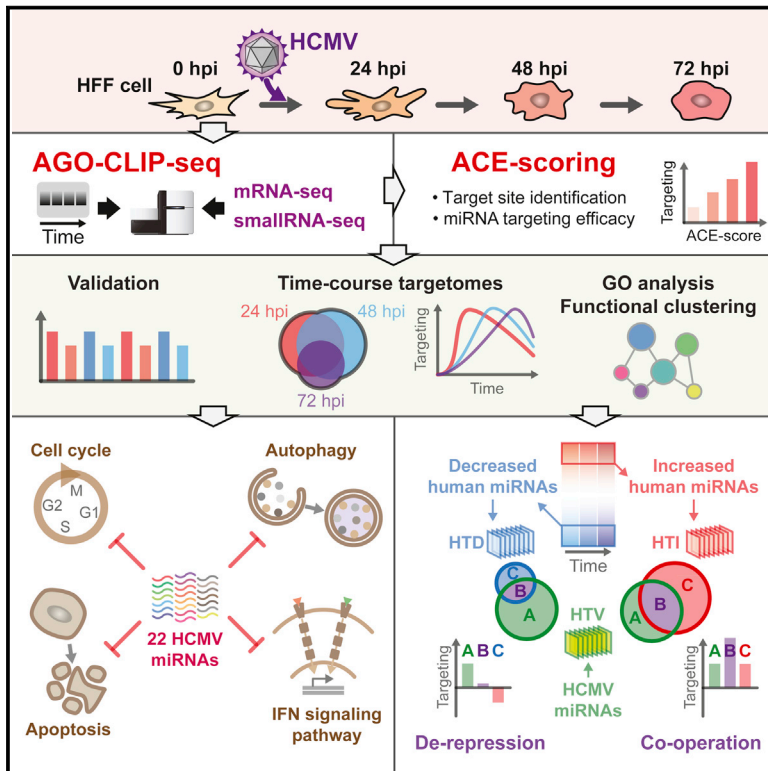 HCMV
0 hpi
24 hpi
48 hpi
72 hpi
HFF cell
AGO-CLIP-seq
mRNA-seq
smallRNA-seq
Time
ACE-scoring
• Target site identification
• miRNA targeting efficacy
Targeting
ACE-score
Validation
Time-course targetomes
24 hpi
48 hpi
72 hpi
Targeting
Time
GO analysis
Functional clustering
Cell cycle
M
G2
G1
S
Autophagy
22 HCMV
miRNAs
Apoptosis
IFN signaling
pathway
Decreased
human miRNAs
Increased
human miRNAs
HTD
Time
HTI
C
B
A
HTV
A
B
C
Targeting
A B C
HCMV
miRNAs
Targeting
A B C
De-repression
Co-operation